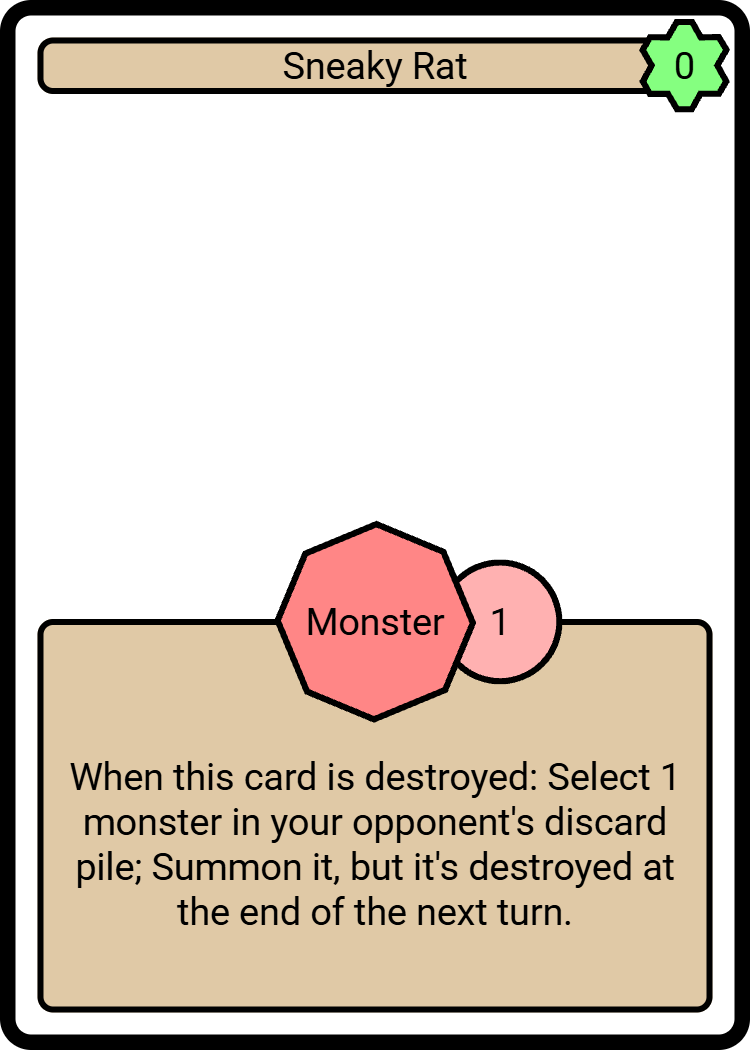 Sneaky Rat
0
Monster
1
When this card is destroyed: Select 1
monster in your opponent's discard
pile; Summon it, but it's destroyed at
the end of the next turn.